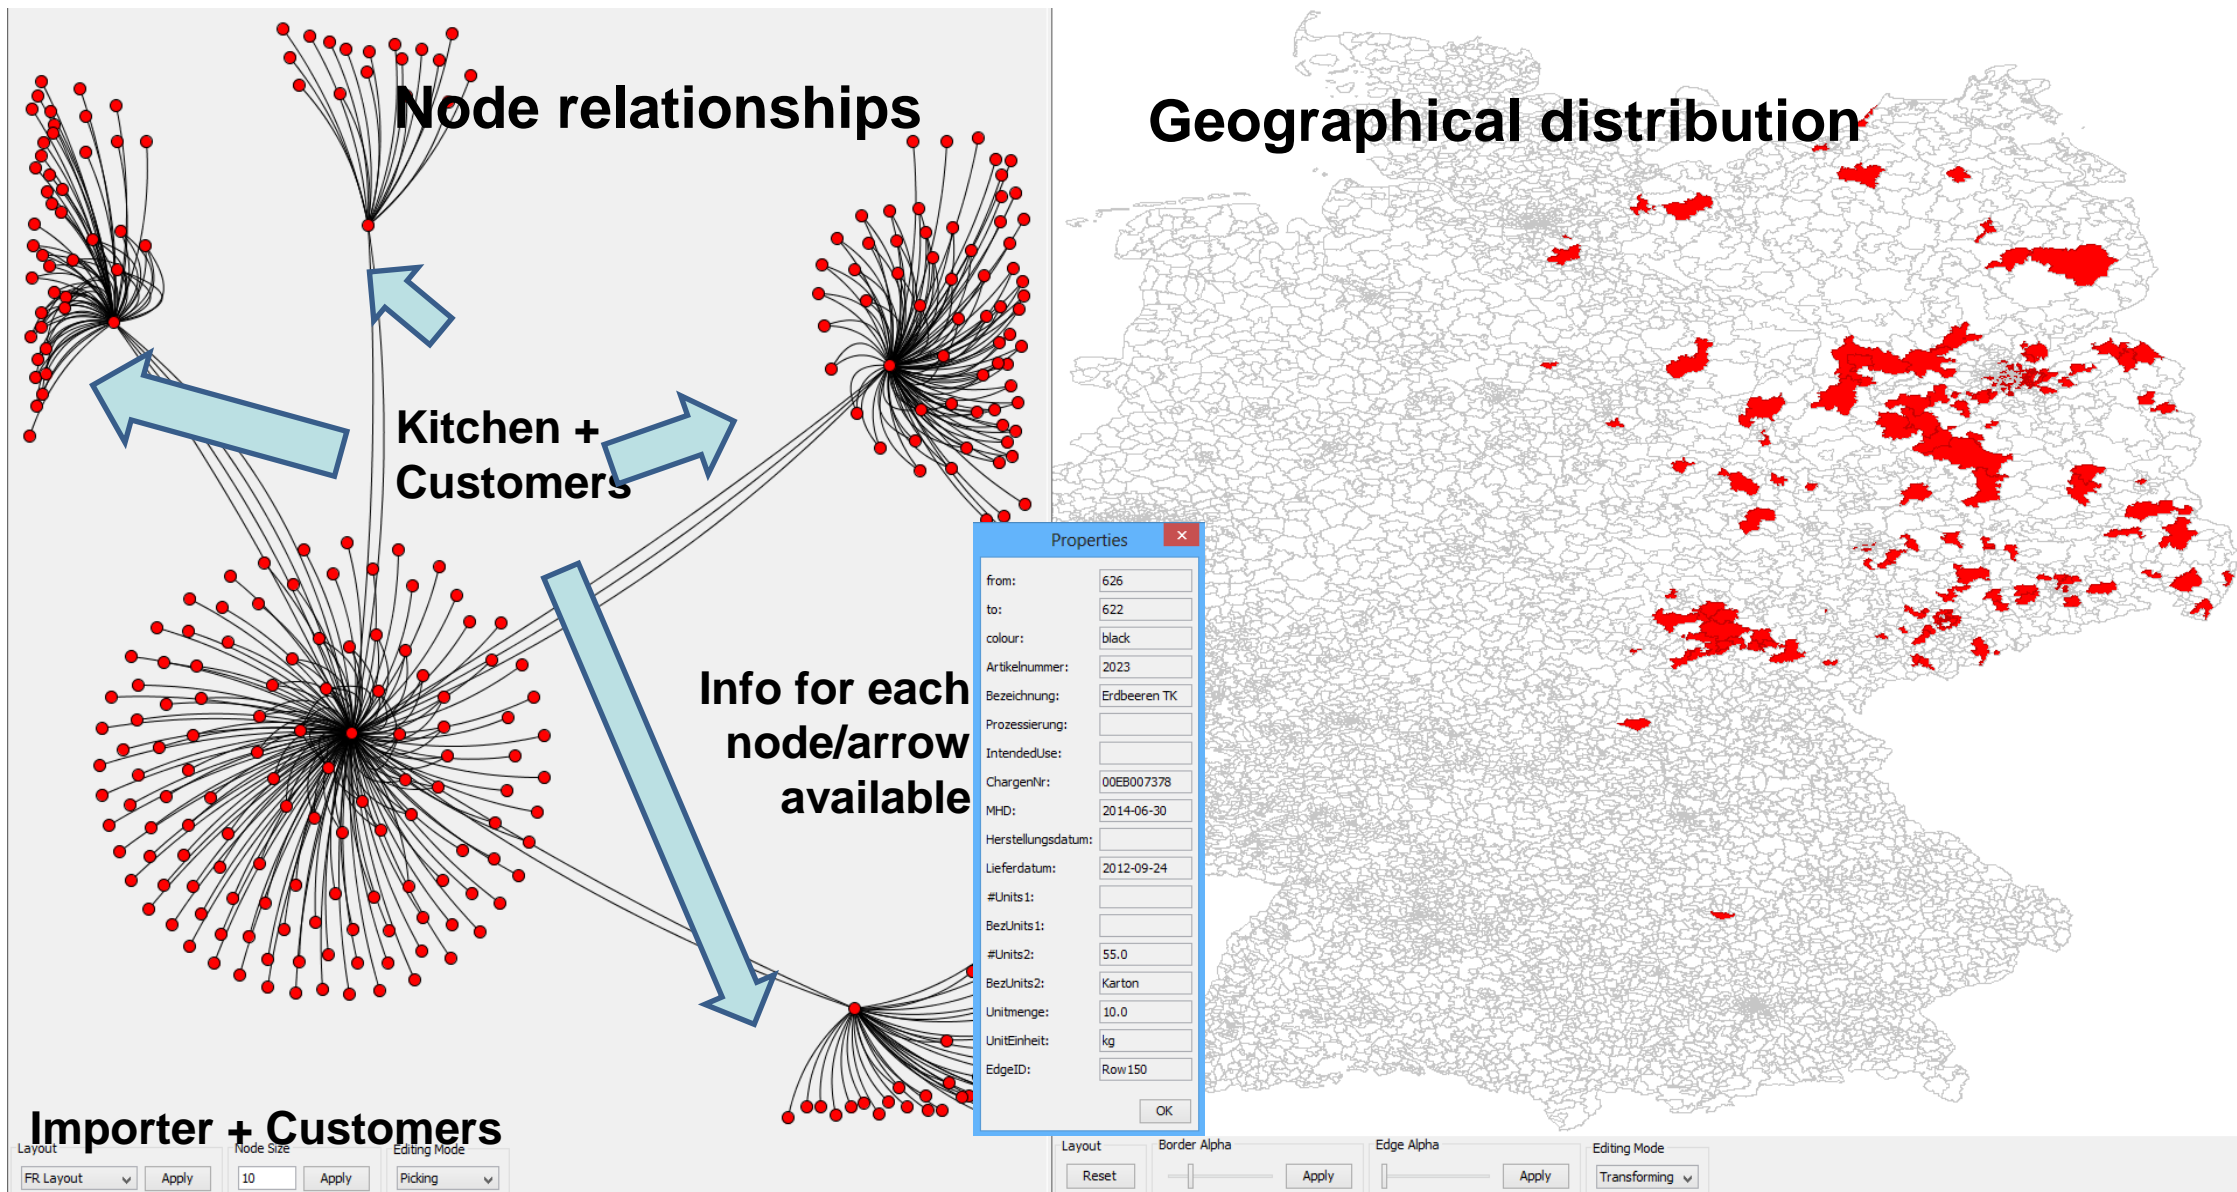 Node relationships
Geographical distribution
Kitchen +
Customers
Info for each
node/arrow
available
Importer + Customers
Properties
from: 626
to: 622
colour: black
Artikelnummer: 2023
Bezeichnung: Erdbeeren TK
Prozessierung:
IntendedUse:
ChargenNr: 00EB007378
MHD: 2014-06-30
Herstellungsdatum:
Lieferdatum: 2012-09-24
#Units1:
BezUnits1:
#Units2: 55.0
BezUnits2: Karton
Unitmenge: 10.0
UnitEinheit: kg
EdgeID: Row150
OK
Layout Node Size Editing Mode
FR Layout Apply 10 Apply Picking
Layout Border Alpha Edge Alpha Editing Mode
Reset Apply Apply Transforming